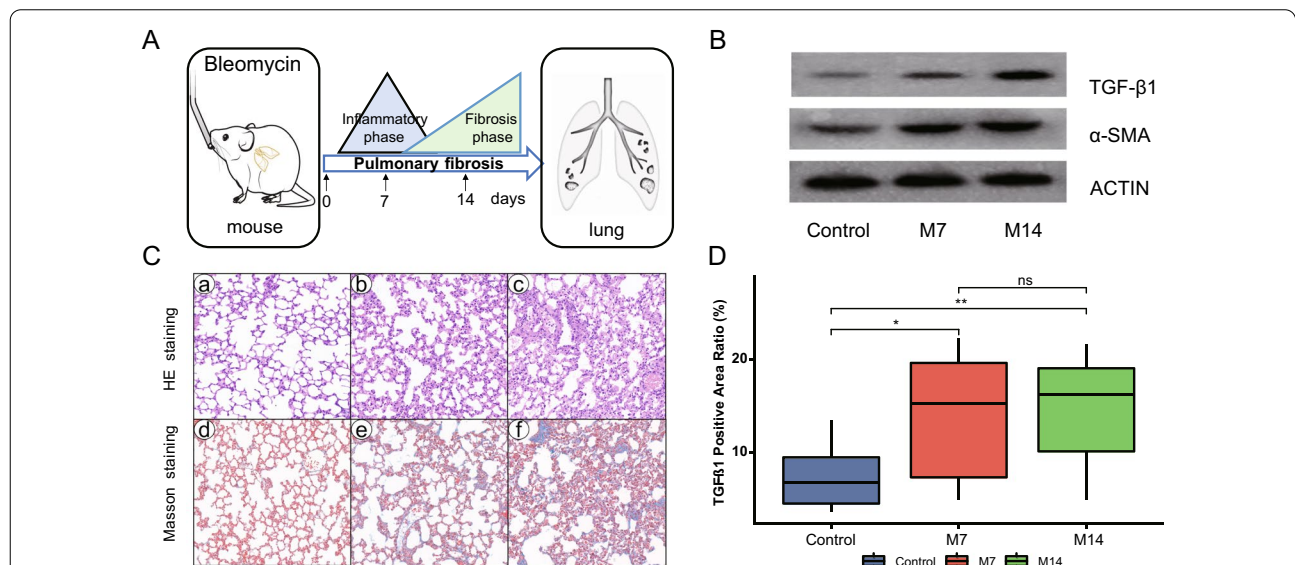 A
Bleomycin
mouse
Inflammatory
phase
Fibrosis
phase
Pulmonary fibrosis
0
7
14
days
lung
B
TGF-β1
α-SMA
ACTIN
Control M7 M14
C
HE staining
a
b
c
Masson staining
d
e
f
D
TGFß1 Positive Area Ratio (%)
20
10
ns
**
*
Control M7 M14
Control M7 M14